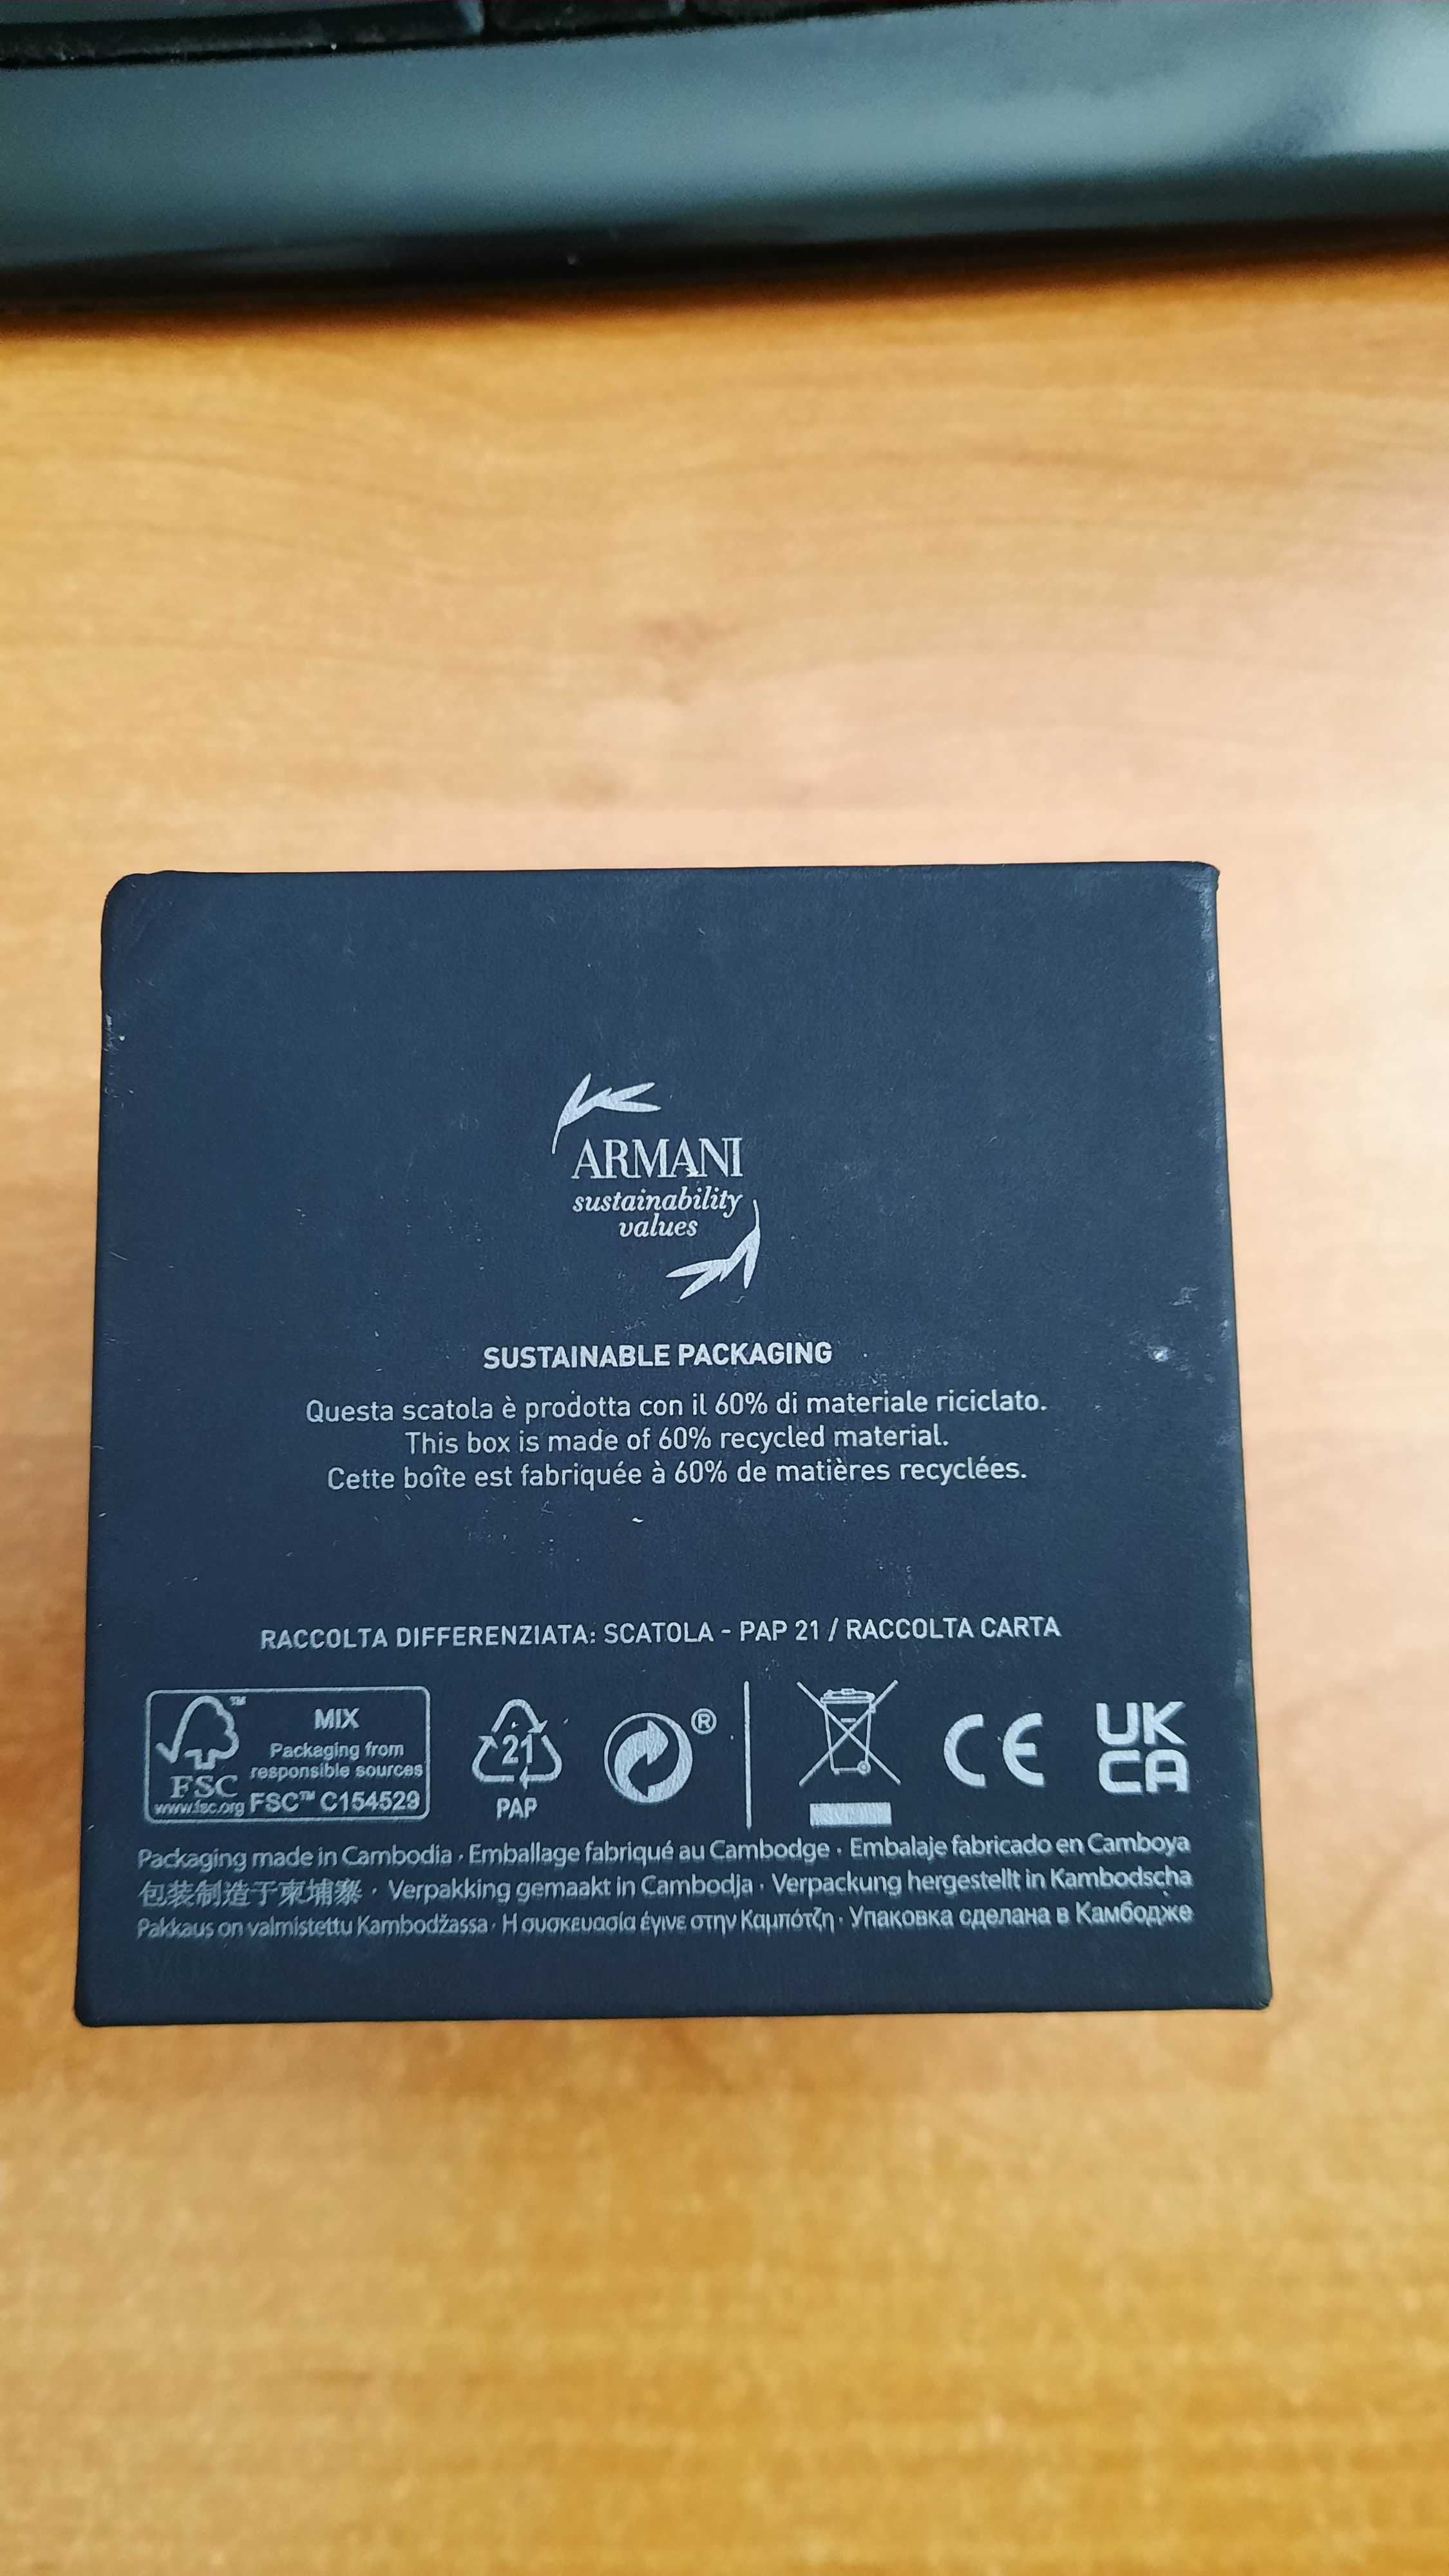 ARMANI
sustainability
values
SUSTAINABLE PACKAGING
Questa scatola è prodotta con il 60% di materiale riciclato.
This box is made of 60% recycled material.
Cette boîte est fabriquée à 60% de matières recyclées.
RACCOLTA DIFFERENZIATA: SCATOLA - PAP 21 / RACCOLTA CARTA
MIX
Packaging from
responsible sources
FSC
www.fsc.org FSC™ C154529
21
PAP
®
CE
UK
CA
Packaging made in Cambodia · Emballage fabriqué au Cambodge · Embalaje fabricado en Camboya
包装制造于柬埔寨 · Verpakking gemaakt in Cambodja · Verpackung hergestellt in Kambodscha
Pakkaus on valmistettu Kambodžassa · Η συσκευασία έγινε στην Καμπότζη · Упаковка сделана в Камбодже